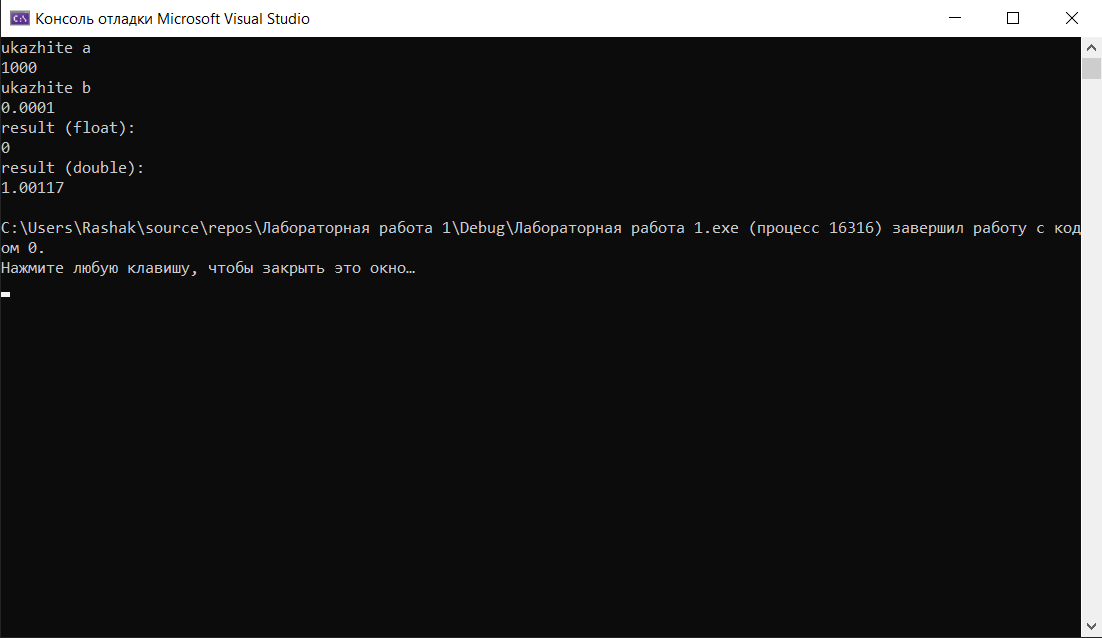 Консоль отладки Microsoft Visual Studio
ukazhite a
1000
ukazhite b
0.0001
result (float):
0
result (double):
1.00117
C:\Users\Rashak\source\repos\Лабораторная работа 1\Debug\Лабораторная работа 1.exe (процесс 16316) завершил работу с код
ом 0.
Нажмите любую клавишу, чтобы закрыть это окно…